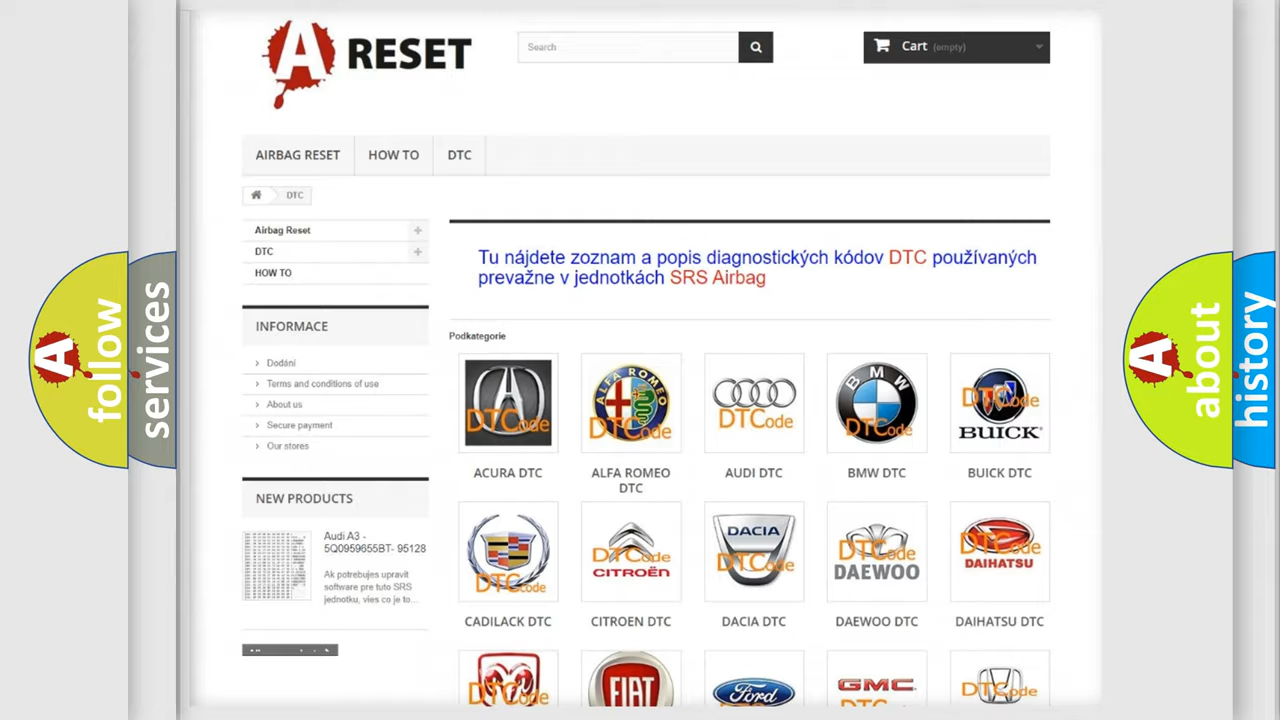 A RESET
Search
Cart (empty)
AIRBAG RESET
HOW TO
DTC
DTC
Airbag Reset
DTC
HOW TO
INFORMACE
Dodání
Terms and conditions of use
About us
Secure payment
Our stores
NEW PRODUCTS
Audi A3 -
5Q0959655BT- 95128
Ak potrebujes upravit
software pre tuto SRS
jednotku, vies co je to...
Tu nájdete zoznam a popis diagnostických kódov DTC používaných
prevažne v jednotkách SRS Airbag
Podkategorie
DTCode
ALFA ROMEO
DTCode
DTCode
BMW
DTCode
DTCode
BUICK
ACURA DTC
ALFA ROMEO
DTC
AUDI DTC
BMW DTC
BUICK DTC
DTCode
DTCode
CITROËN
DACIA
DTCode
DTCode
DAEWOO
DTCode
DAIHATSU
CADILACK DTC
CITROEN DTC
DACIA DTC
DAEWOO DTC
DAIHATSU DTC
DTCode
FIAT
Ford
GMC
DTCode
A follow
services
A about
history